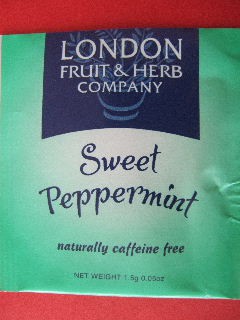 LONDON
FRUIT & HERB
COMPANY
Sweet
Peppermint
naturally caffeine free
NET WEIGHT 1.5g 0.05oz